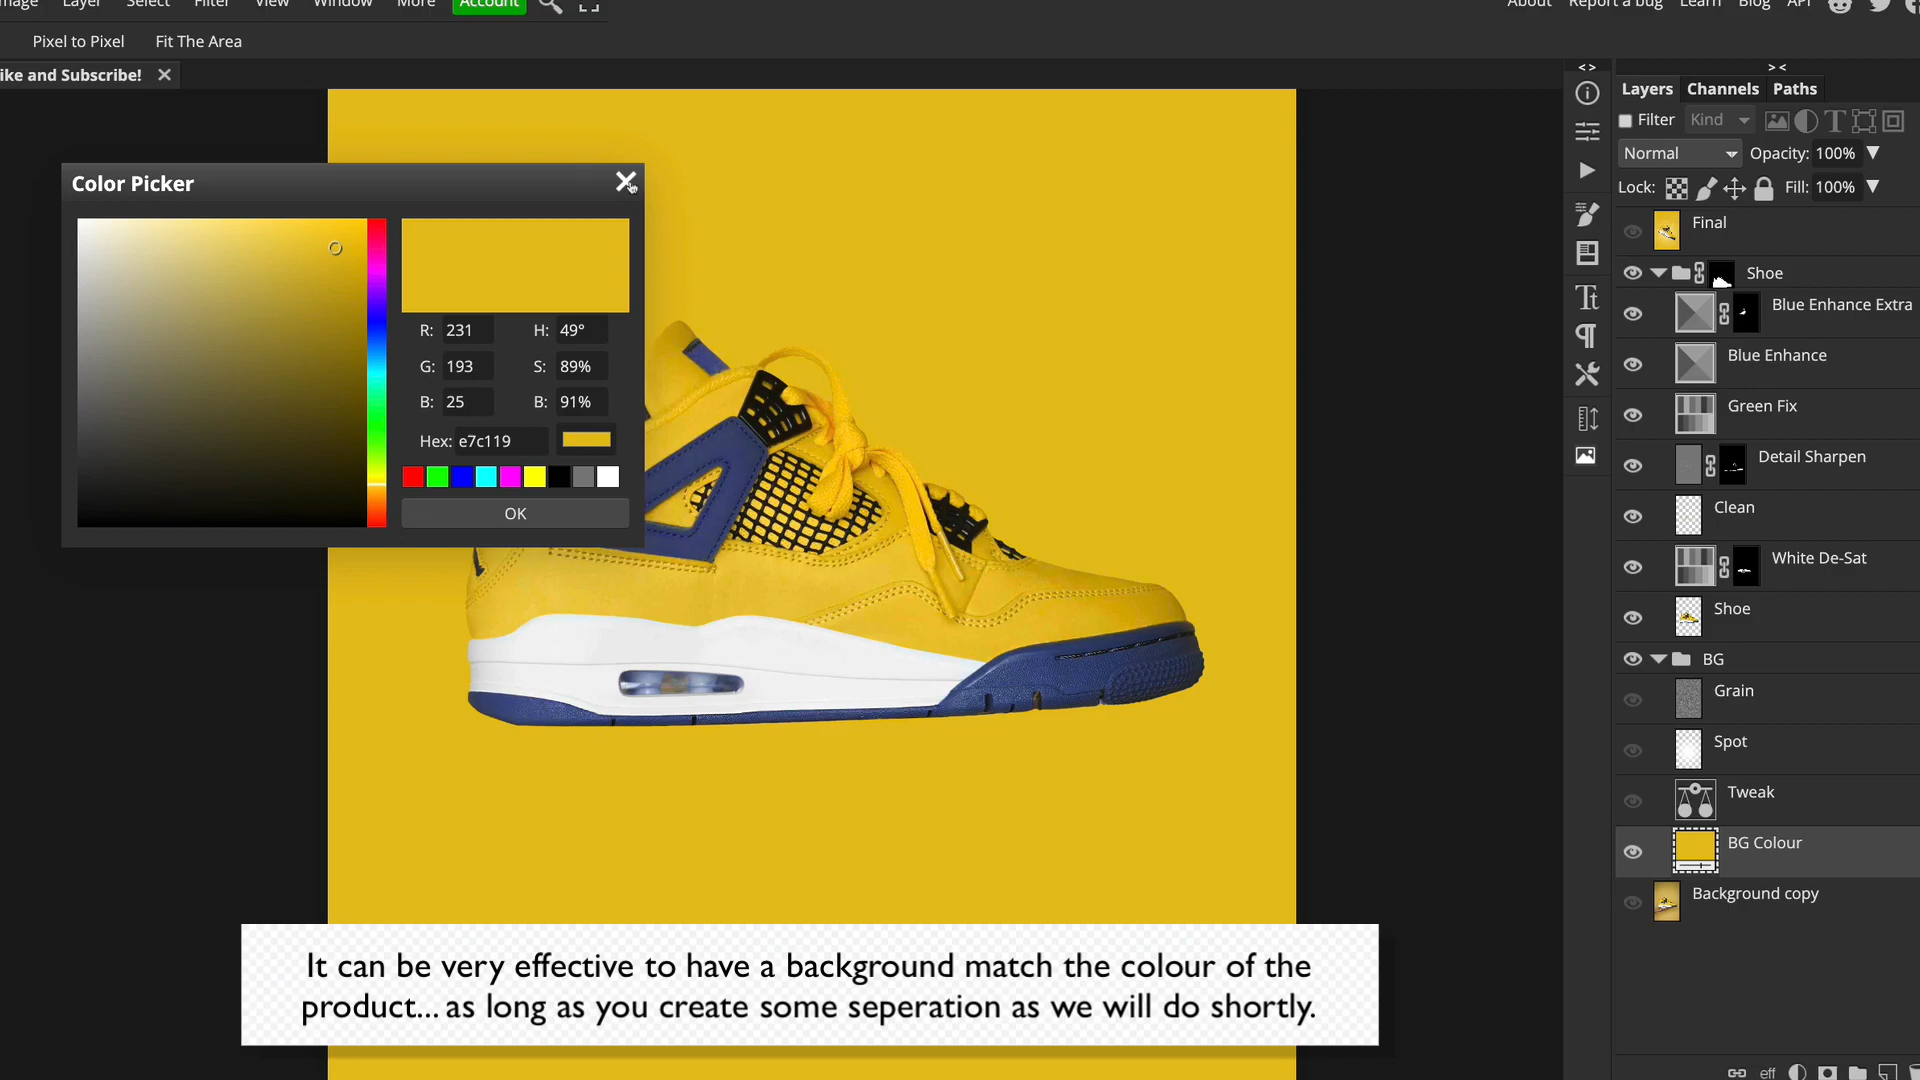 Image
Layer
Select
Filter
View
Window
More
Account
About
Report a bug
Learn
Blog
API
Pixel to Pixel
Fit The Area
ike and Subscribe!
< >
> <
Layers
Channels
Paths
Filter
Kind
Normal
Opacity: 100%
Lock:
Fill: 100%
Color Picker
R: 231
H: 49°
G: 193
S: 89%
B: 25
B: 91%
Hex: e7c119
OK
Final
Shoe
Blue Enhance Extra
Blue Enhance
Green Fix
Detail Sharpen
Clean
White De-Sat
Shoe
BG
Grain
Spot
Tweak
BG Colour
Background copy
It can be very effective to have a background match the colour of the
product... as long as you create some seperation as we will do shortly.
eff